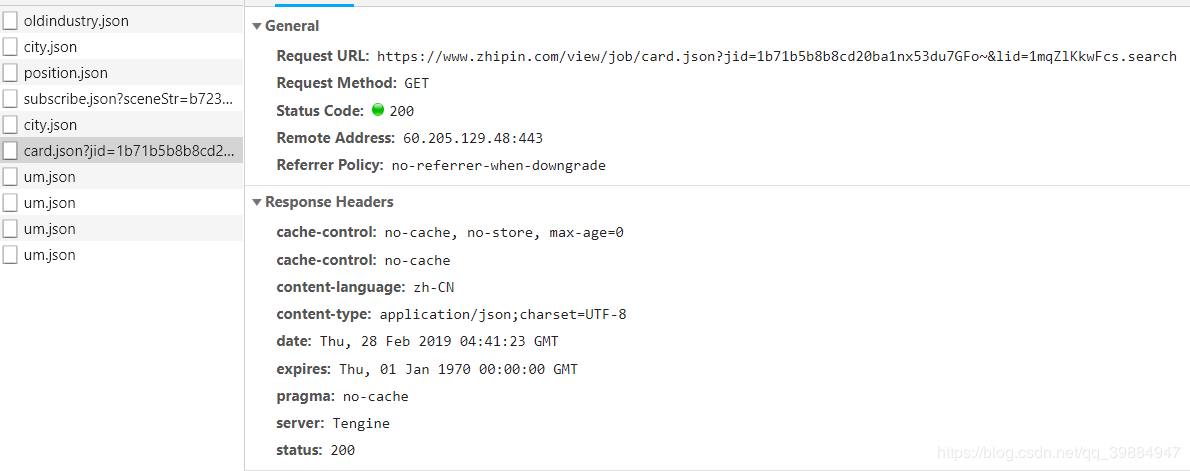 oldindustry.json
city.json
position.json
subscribe.json?sceneStr=b723...
city.json
card.json?jid=1b71b5b8b8cd2...
um.json
um.json
um.json
um.json
General
Request URL: https://www.zhipin.com/view/job/card.json?jid=1b71b5b8b8cd20ba1nx53du7GFo~&lid=1mqZlKkwFcs.search
Request Method: GET
Status Code: 200
Remote Address: 60.205.129.48:443
Referrer Policy: no-referrer-when-downgrade
Response Headers
cache-control: no-cache, no-store, max-age=0
cache-control: no-cache
content-language: zh-CN
content-type: application/json;charset=UTF-8
date: Thu, 28 Feb 2019 04:41:23 GMT
expires: Thu, 01 Jan 1970 00:00:00 GMT
pragma: no-cache
server: Tengine
status: 200
https://blog.csdn.net/qq_39884947